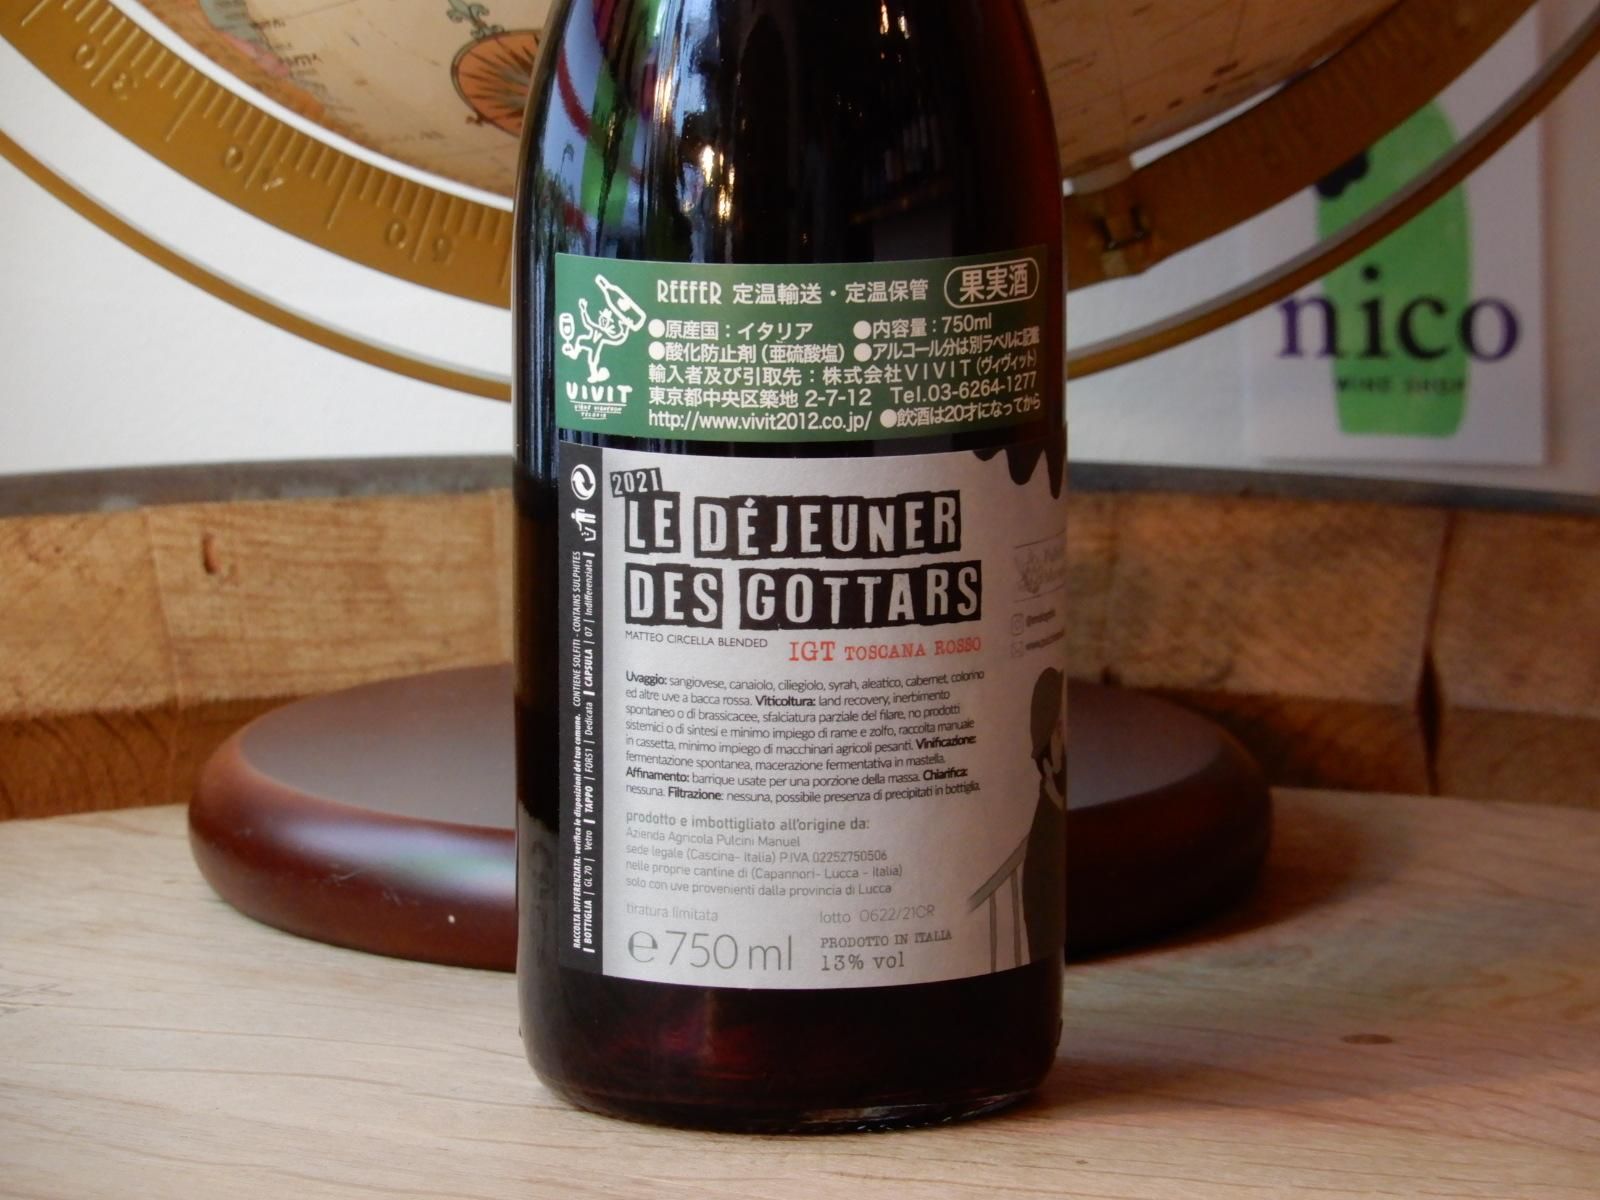 REEFER 定温輸送・定温保管 果実酒
●原産国：イタリア ●内容量：750ml
●酸化防止剤（亜硫酸塩） ●アルコール分は別ラベルに記載
輸入者及び引取先：株式会社VIVIT（ヴィヴィット）
東京都中央区築地 2-7-12 Tel.03-6264-1277
http://www.vivit2012.co.jp/ ●飲酒は20才になってから
VIVIT
2021
LE DÉJEUNER
DES GOTTARS
MATTEO CIRCELLA BLENDED
IGT TOSCANA ROSSO
Uvaggio: sangiovese, canaiolo, ciliegiolo, syrah, aleatico, cabernet, colorino
ed altre uve a bacca rossa. Viticoltura: land recovery, inerbimento
spontaneo o di brassicacee, sfalciatura parziale del filare, no prodotti
sistemici o di sintesi e minimo impiego di rame e zolfo, raccolta manuale
in cassetta, minimo impiego di macchinari agricoli pesanti. Vinificazione:
fermentazione spontanea, macerazione fermentativa in mastella.
Affinamento: barrique usate per una porzione della massa. Chiarifica:
nessuna. Filtrazione: nessuna, possibile presenza di precipitati in bottiglia.
prodotto e imbottigliato all'origine da:
Azienda Agricola Pulcini Manuel
sede legale (Cascina- Italia) P.IVA 02252750506
nelle proprie cantine di (Capannori- Lucca - Italia)
solo con uve provenienti dalla provincia di Lucca
tiratura limitata lotto 0622/21CR
e 750 ml
PRODOTTO IN ITALIA
13% vol
RACCOLTA DIFFERENZIATA: verifica le disposizioni del tuo comune. CONTIENE SOLFITI - CONTAINS SULPHITES
BOTTIGLIA | GL 70 | Vetro | TAPPO | FOR51 | Dedicata | CAPSULA | 07 | Indifferenziata
nico
WINE SHOP
30
40
50
60